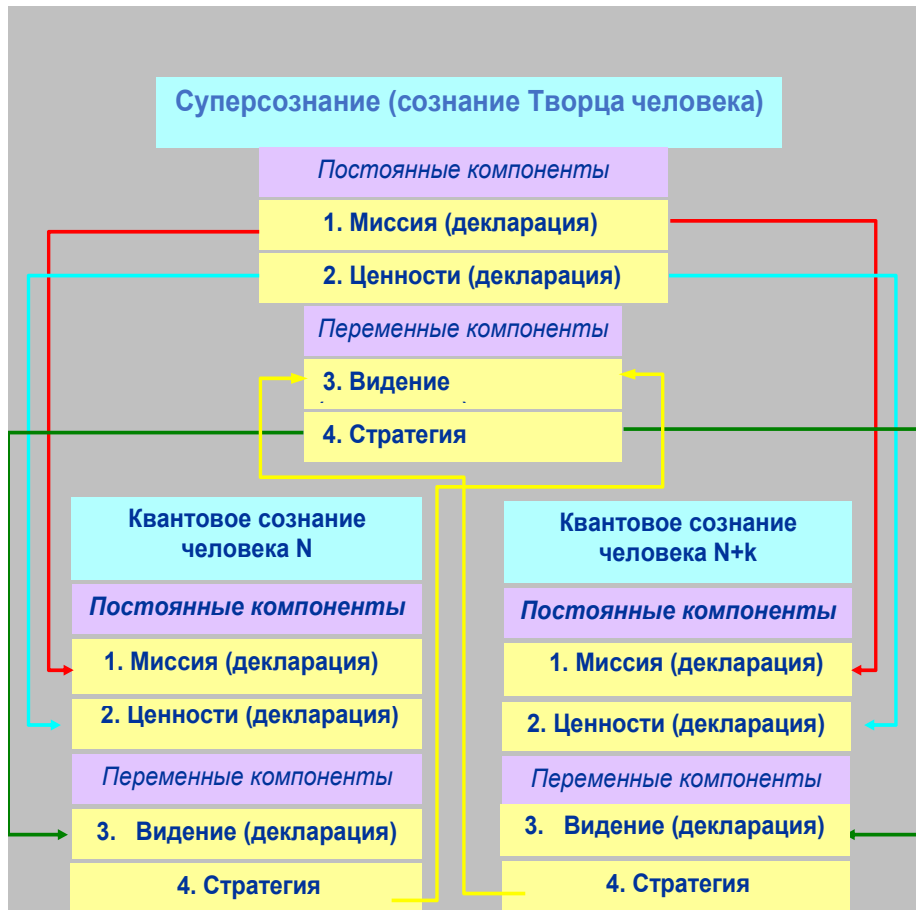 Суперсознание (сознание Творца человека)
Постоянные компоненты
1. Миссия (декларация)
2. Ценности (декларация)
Переменные компоненты
3. Видение
4. Стратегия
Квантовое сознание
человека N
Постоянные компоненты
1. Миссия (декларация)
2. Ценности (декларация)
Переменные компоненты
3. Видение (декларация)
4. Стратегия
Квантовое сознание
человека N+k
Постоянные компоненты
1. Миссия (декларация)
2. Ценности (декларация)
Переменные компоненты
3. Видение (декларация)
4. Стратегия